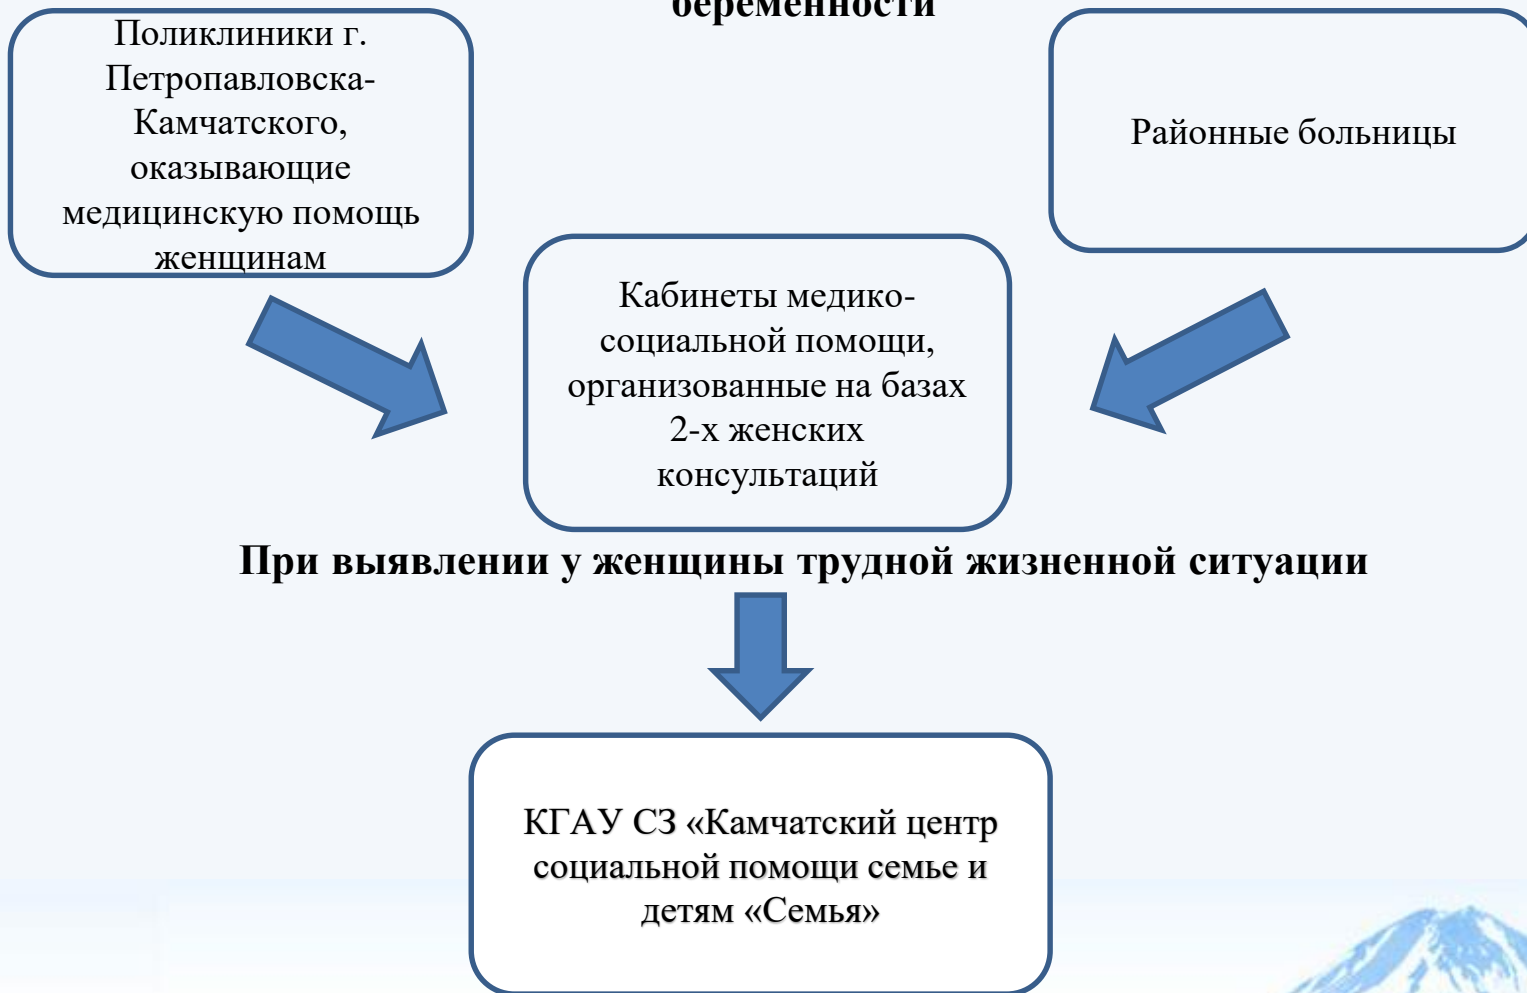 беременности
Поликлиники г.
Петропавловска-
Камчатского,
оказывающие
медицинскую помощь
женщинам
Районные больницы
Кабинеты медико-
социальной помощи,
организованные на базах
2-х женских
консультаций
При выявлении у женщины трудной жизненной ситуации
КГАУ СЗ «Камчатский центр
социальной помощи семье и
детям «Семья»